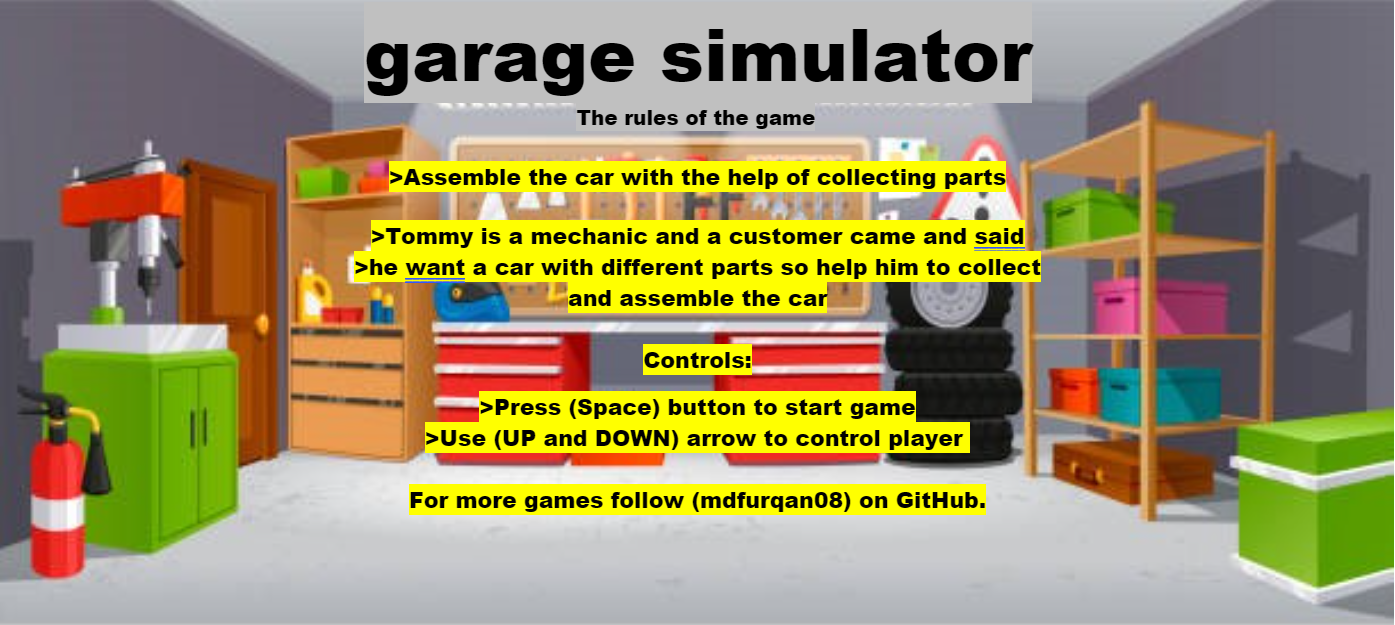 garage simulator
The rules of the game
>Assemble the car with the help of collecting parts
>Tommy is a mechanic and a customer came and said
>he want a car with different parts so help him to collect
and assemble the car
Controls:
>Press (Space) button to start game
>Use (UP and DOWN) arrow to control player
For more games follow (mdfurqan08) on GitHub.